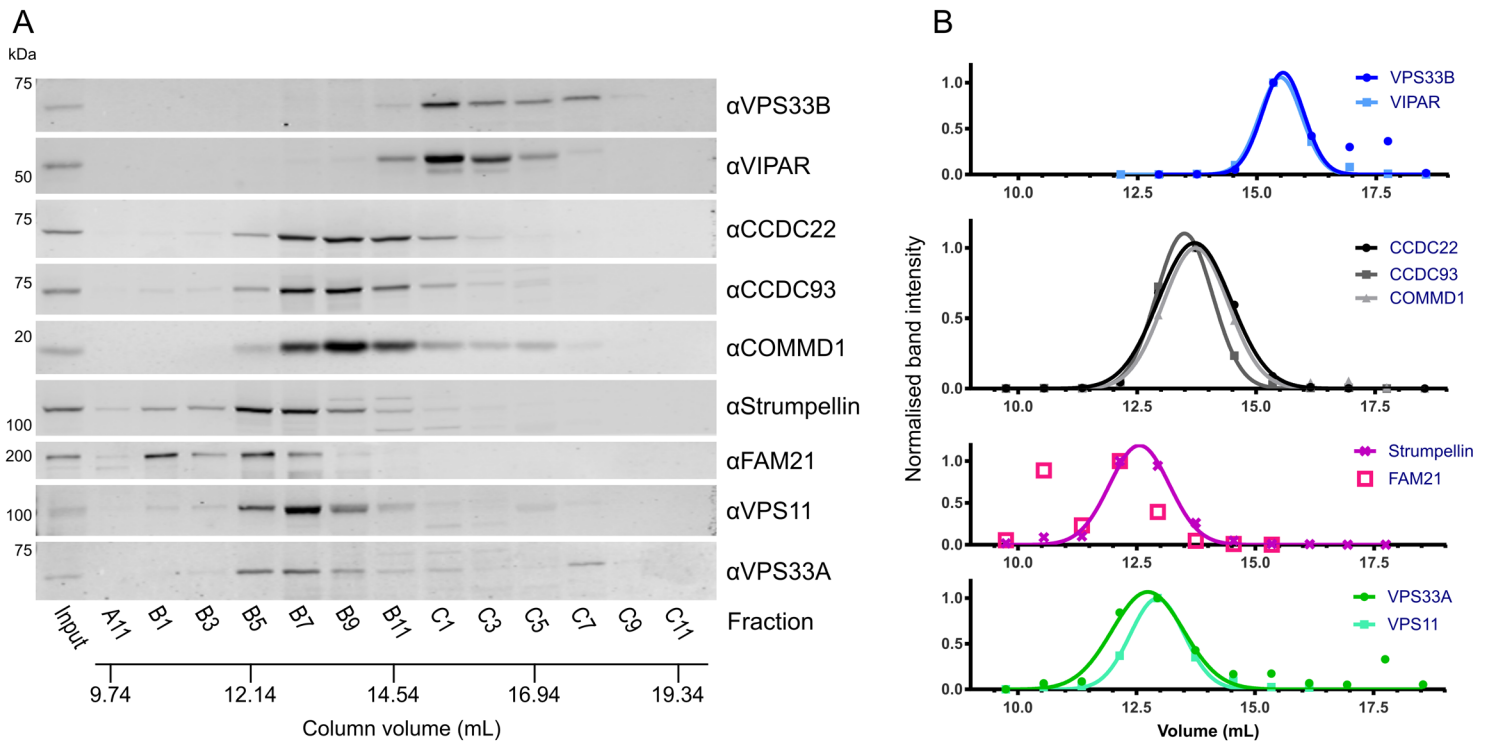 A
kDa
75
αVPS33B
αVIPAR
50
75
αCCDC22
75
αCCDC93
20
αCOMMD1
αStrumpellin
100
200
αFAM21
αVPS11
100
75
αVPS33A
Input A11 B1 B3 B5 B7 B9 B11 C1 C3 C5 C7 C9 C11 Fraction
9.74 12.14 14.54 16.94 19.34
Column volume (mL)
B
Normalised band intensity
1.0
0.5
0.0
10.0 12.5 15.0 17.5
VPS33B
VIPAR
1.0
0.5
0.0
10.0 12.5 15.0 17.5
CCDC22
CCDC93
COMMD1
1.0
0.5
0.0
10.0 12.5 15.0 17.5
Strumpellin
FAM21
1.0
0.5
0.0
10.0 12.5 15.0 17.5
VPS33A
VPS11
Volume (mL)